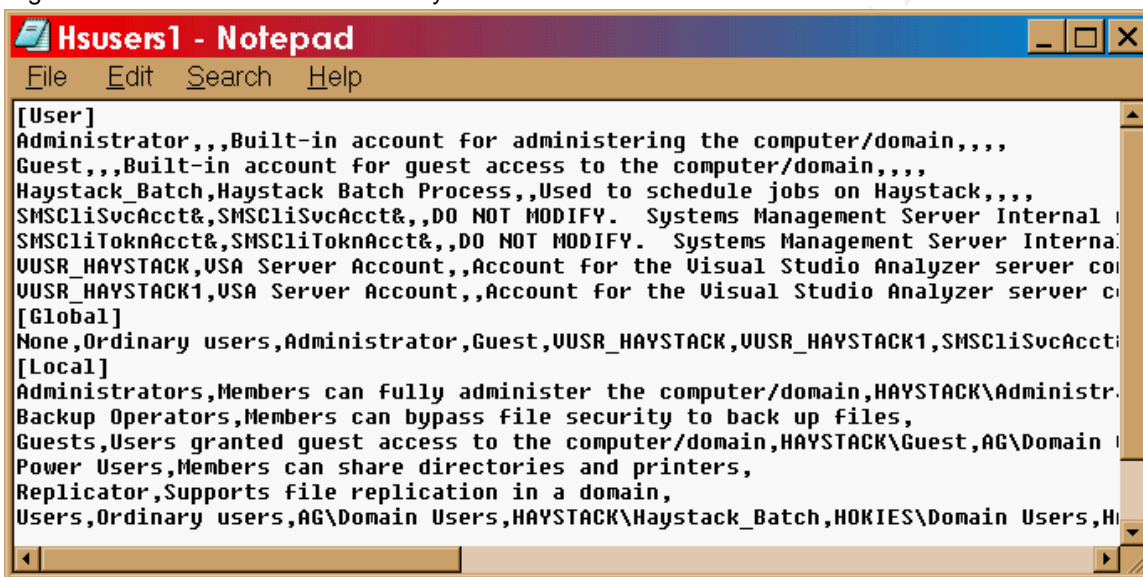 Hsusers1 - Notepad
File Edit Search Help
[User]
Administrator,,,Built-in account for administering the computer/domain,,,,
Guest,,,Built-in account for guest access to the computer/domain,,,,
Haystack_Batch,Haystack Batch Process,,Used to schedule jobs on Haystack,,,,
SMSCliSvcAcct&,SMSCliSvcAcct&,,DO NOT MODIFY.  Systems Management Server Internal
SMSCliToknAcct&,SMSCliToknAcct&,,DO NOT MODIFY.  Systems Management Server Internal
VUSR_HAYSTACK,VSA Server Account,,Account for the Visual Studio Analyzer server
VUSR_HAYSTACK1,VSA Server Account,,Account for the Visual Studio Analyzer server
[Global]
None,Ordinary users,Administrator,Guest,VUSR_HAYSTACK,VUSR_HAYSTACK1,SMSCliSvcAcct
[Local]
Administrators,Members can fully administer the computer/domain,HAYSTACK\Administr
Backup Operators,Members can bypass file security to back up files,
Guests,Users granted guest access to the computer/domain,HAYSTACK\Guest,AG\Domain
Power Users,Members can share directories and printers,
Replicator,Supports file replication in a domain,
Users,Ordinary users,AG\Domain Users,HAYSTACK\Haystack_Batch,HOKIES\Domain Users,